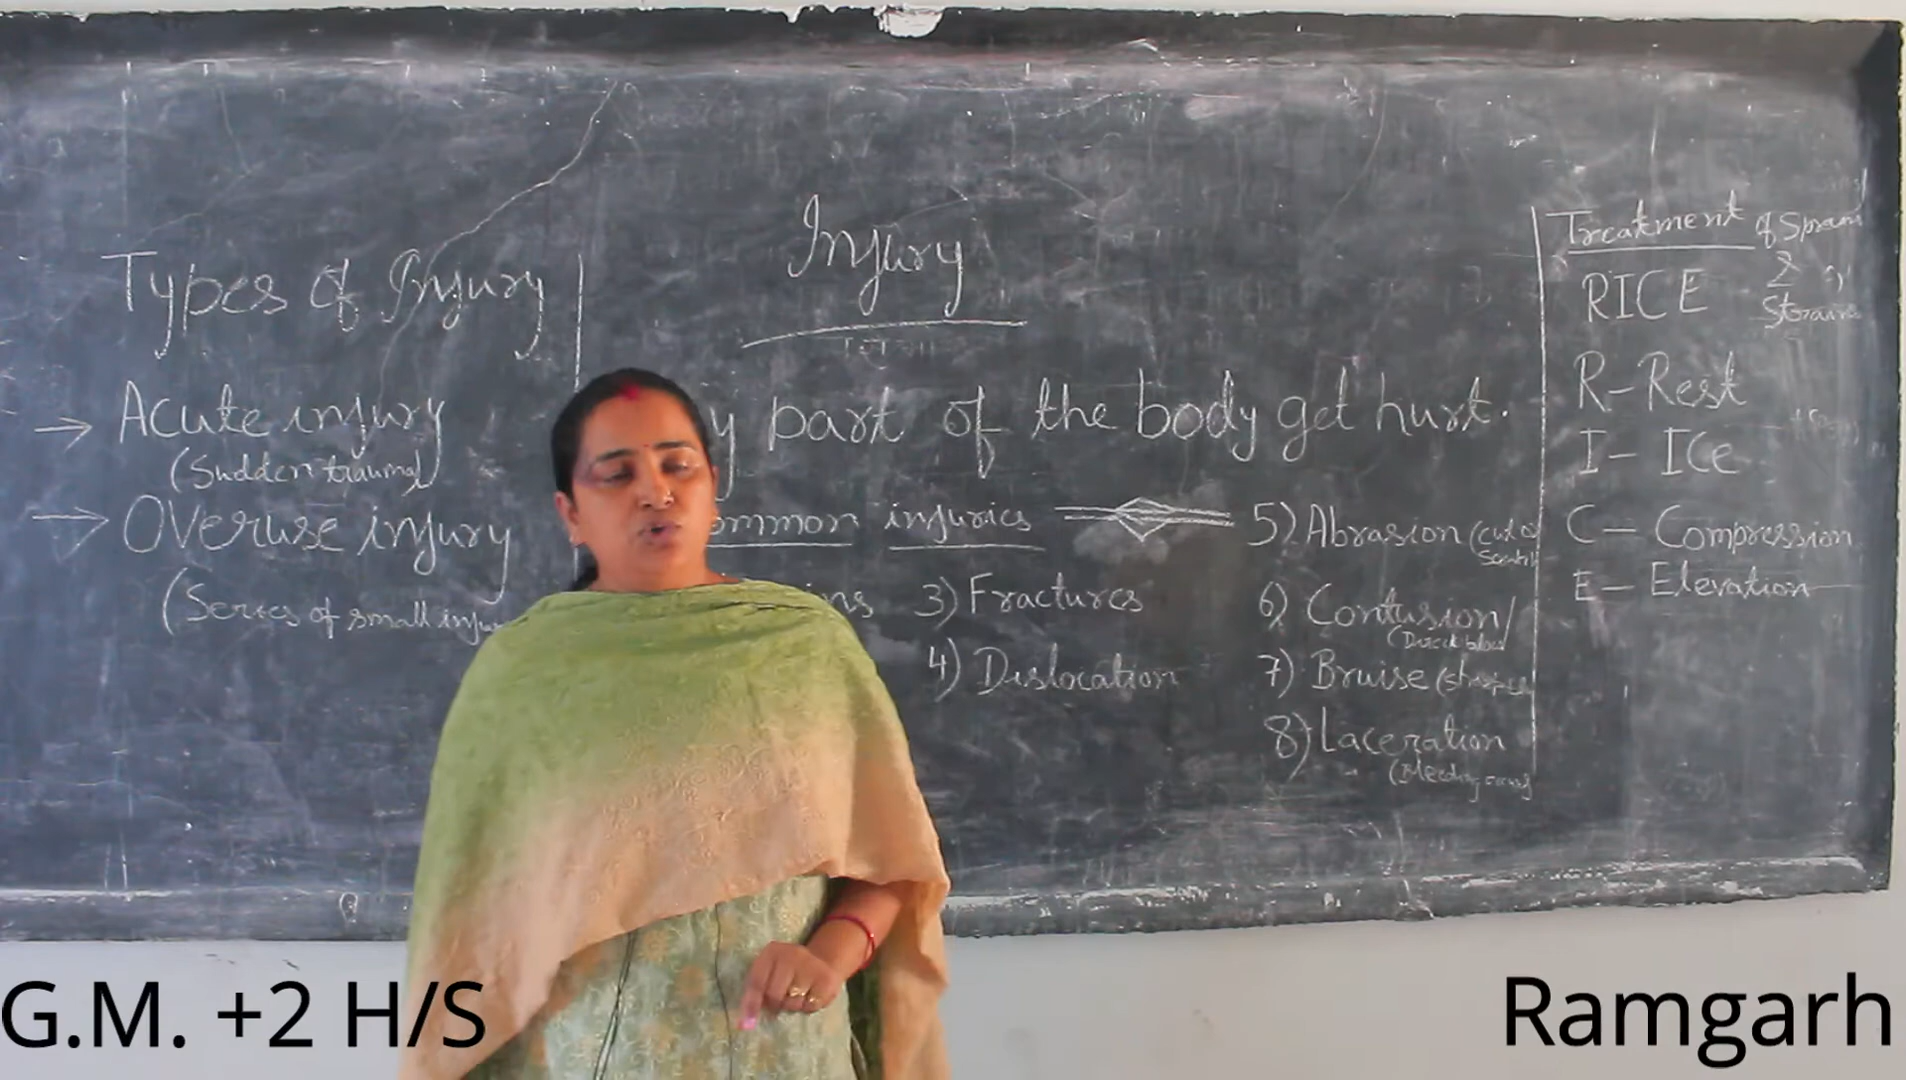 Injury
Types of Injury
→ Acute injury
(Sudden trauma)
→ Overuse injury
(Series of small
part of the body get hurt.
injuries
3) Fractures
4) Dislocation
5) Abrasion
6) Contusion/
7) Bruise
8) Laceration
(Bleeding
Treatment of
RICE
&
R-Rest
I- ICe
C- Compression
E- Elevation
G.M. +2 H/S
Ramgarh